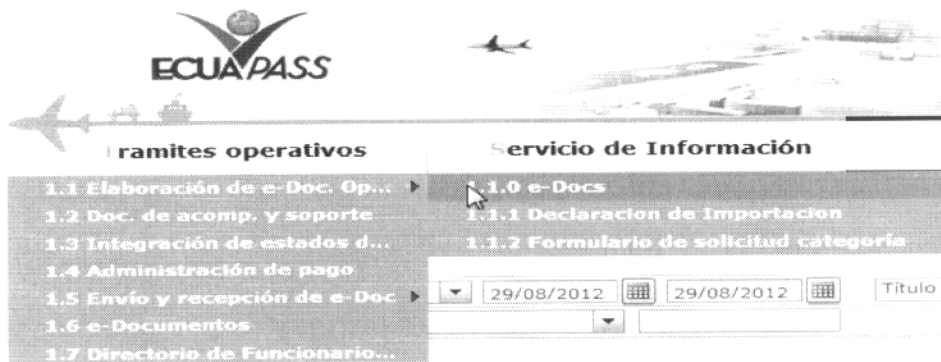 ECUAPASS
Tramites operativos
Servicio de Información
1.1 Elaboración de e-Doc. Op...
1.1.0 e-Docs
1.2 Doc. de acomp. y soporte
1.1.1 Declaracion de Importacion
1.3 Integración de estados d...
1.1.2 Formulario de solicitud categoría
1.4 Administración de pago
1.5 Envío y recepción de e-Doc
29/08/2012
29/08/2012
Título
1.6 e-Documentos
1.7 Directorio de Funcionario...